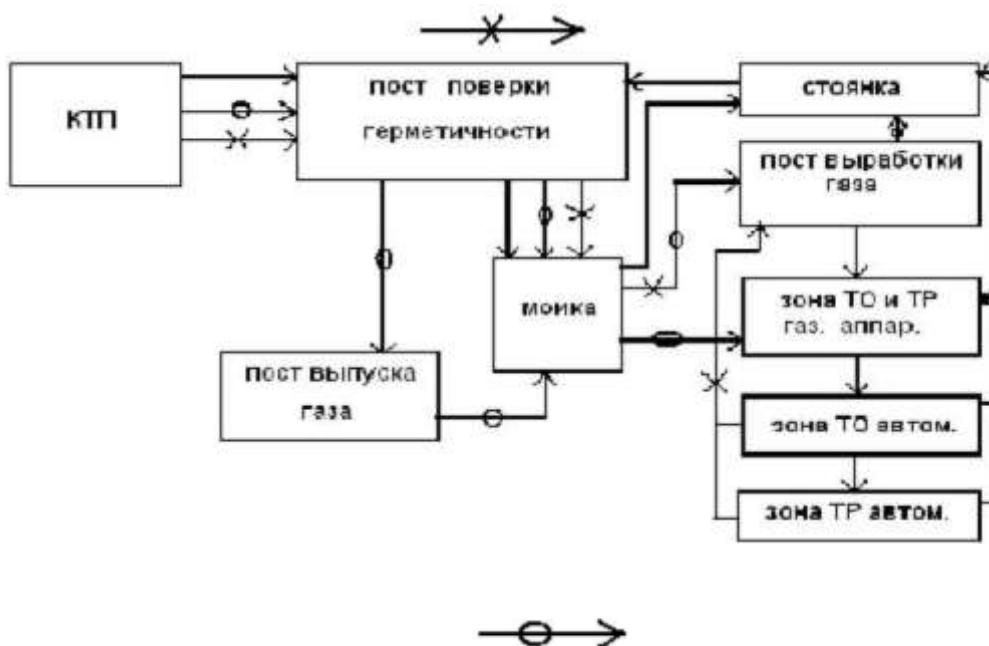 КТП
пост поверки
герметичности
стоянка
пост выработки
газа
мойка
зона ТО и ТР
газ. аппар.
пост выпуска
газа
зона ТО автом.
зона ТР автом.